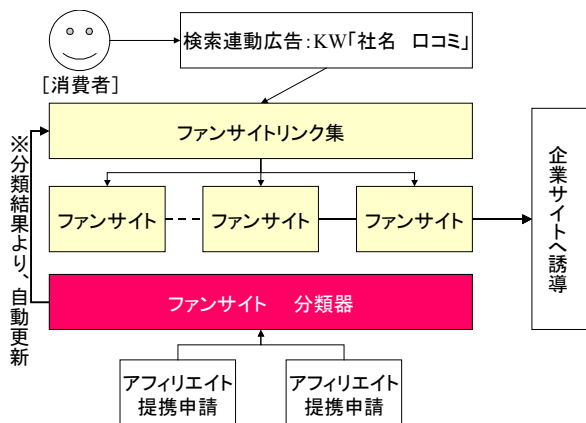 検索連動広告：KW「社名　口コミ」
［消費者］
ファンサイトリンク集
ファンサイト
ファンサイト
ファンサイト
企業サイトへ誘導
※分類結果より、自動更新
ファンサイト　分類器
アフィリエイト
提携申請
アフィリエイト
提携申請